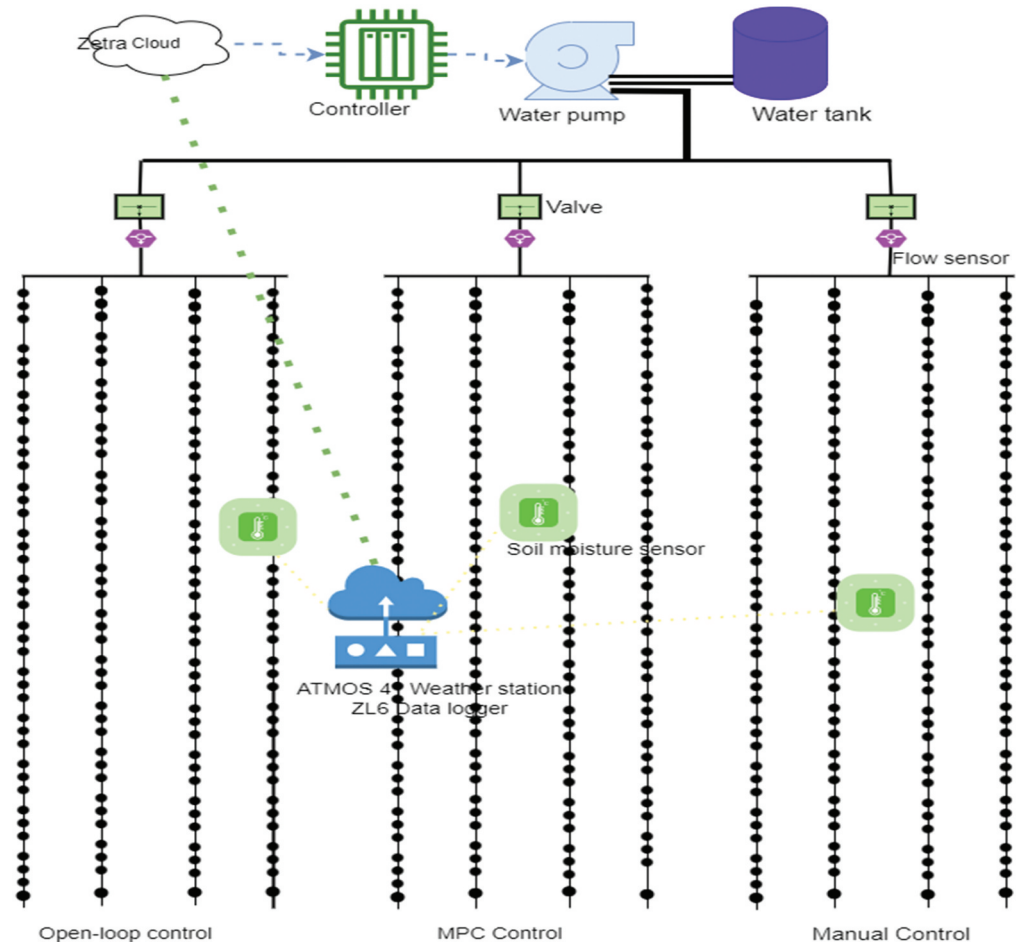 Zetra Cloud
Controller
Water pump
Water tank
Valve
Flow sensor
Soil moisture sensor
ATMOS 4 Weather station
ZL6 Data logger
Open-loop control
MPC Control
Manual Control